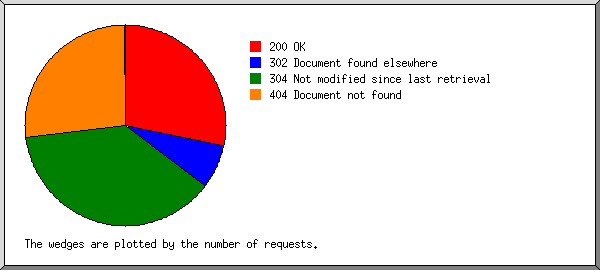 200 OK
302 Document found elsewhere
304 Not modified since last retrieval
404 Document not found
The wedges are plotted by the number of requests.